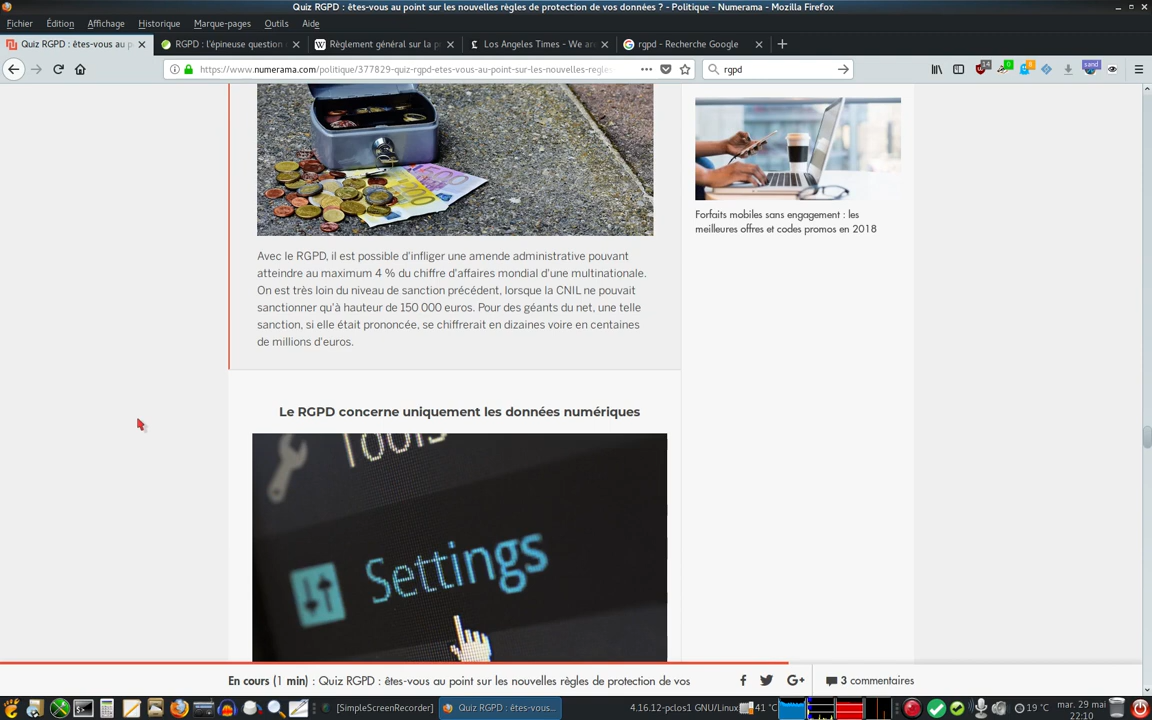 Quiz RGPD : êtes-vous au point sur les nouvelles règles de protection de vos données ? - Politique - Numerama - Mozilla Firefox
Fichier Édition Affichage Historique Marque-pages Outils Aide
Quiz RGPD : êtes-vous au p
RGPD : l'épineuse question
Règlement général sur la p
Los Angeles Times - We are
rgpd - Recherche Google
https://www.numerama.com/politique/377829-quiz-rgpd-etes-vous-au-point-sur-les-nouvelles-regles-
rgpd
sand
Forfaits mobiles sans engagement : les
meilleures offres et codes promos en 2018
Avec le RGPD, il est possible d'infliger une amende administrative pouvant
atteindre au maximum 4 % du chiffre d'affaires mondial d'une multinationale.
On est très loin du niveau de sanction précédent, lorsque la CNIL ne pouvait
sanctionner qu'à hauteur de 150 000 euros. Pour des géants du net, une telle
sanction, si elle était prononcée, se chiffrerait en dizaines voire en centaines
de millions d'euros.
Le RGPD concerne uniquement les données numériques
Tools
Settings
En cours (1 min) : Quiz RGPD : êtes-vous au point sur les nouvelles règles de protection de vos
3 commentaires
[SimpleScreenRecorder]
Quiz RGPD : êtes-vous...
4.16.12-pclos1 GNU/Linux
41 °C
19 °C
mar. 29 mai
22:10